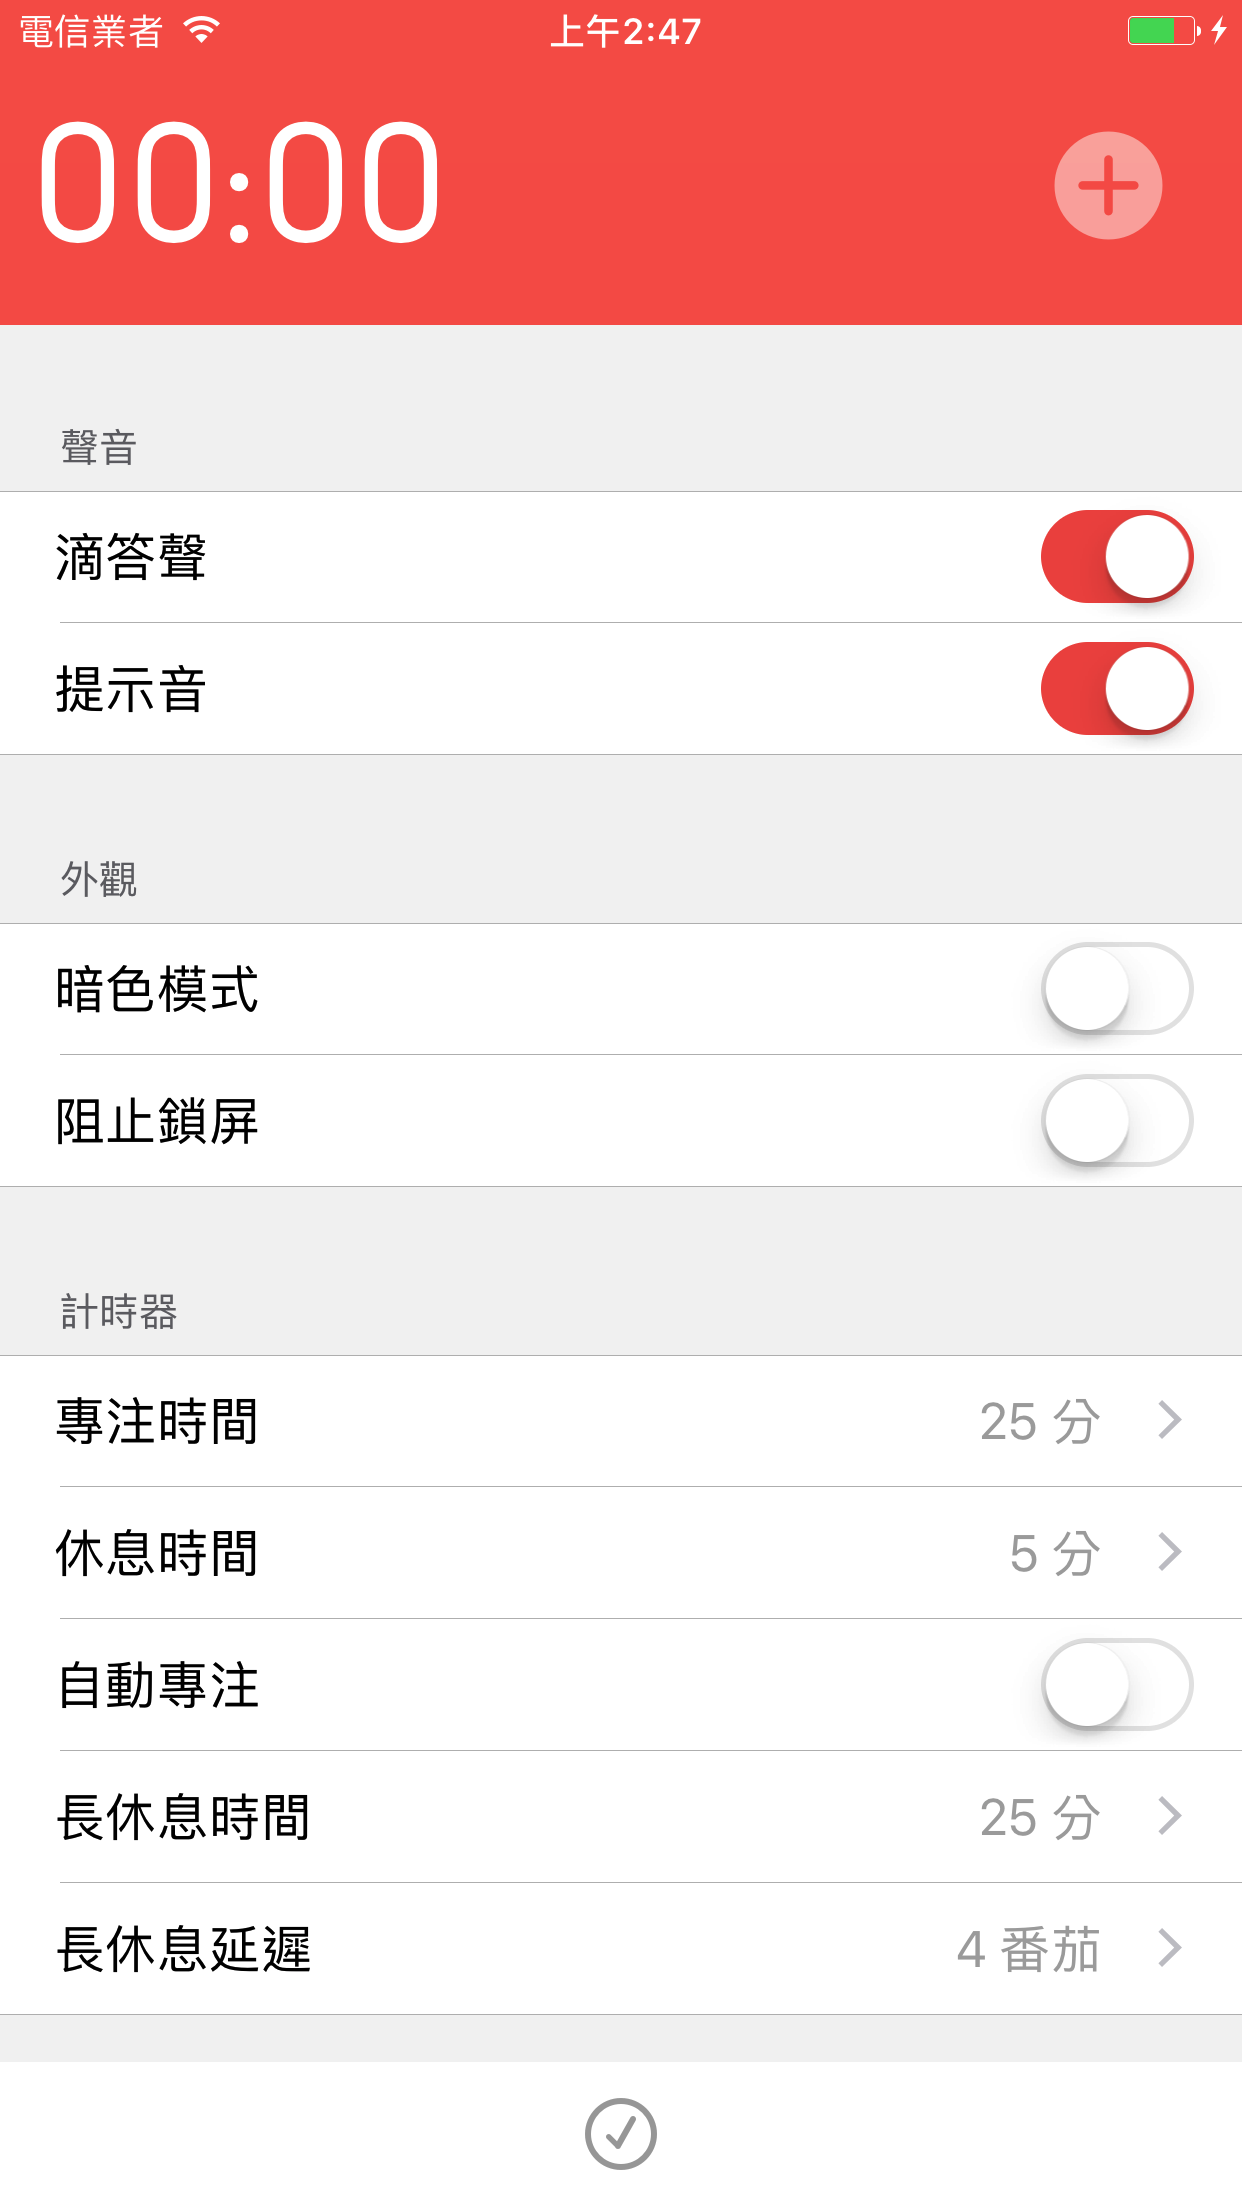 電信業者 上午2:47
00:00
聲音
滴答聲
提示音
外觀
暗色模式
阻止鎖屏
計時器
專注時間 25 分
休息時間 5 分
自動專注
長休息時間 25 分
長休息延遲 4 番茄